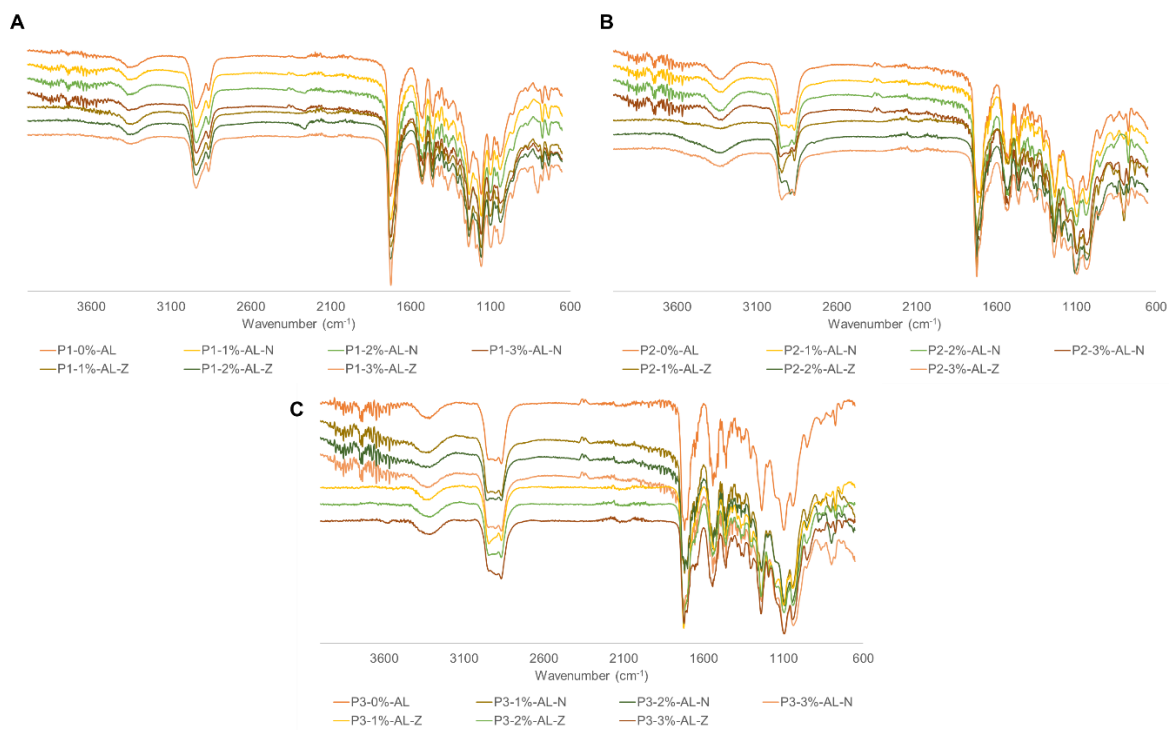 A
B
3600 3100 2600 2100 1600 1100 600
Wavenumber (cm⁻¹)
P1-0%-AL P1-1%-AL-N P1-2%-AL-N P1-3%-AL-N
P1-1%-AL-Z P1-2%-AL-Z P1-3%-AL-Z
3600 3100 2600 2100 1600 1100 600
Wavenumber (cm⁻¹)
P2-0%-AL P2-1%-AL-N P2-2%-AL-N P2-3%-AL-N
P2-1%-AL-Z P2-2%-AL-Z P2-3%-AL-Z
C
3600 3100 2600 2100 1600 1100 600
Wavenumber (cm⁻¹)
P3-0%-AL P3-1%-AL-N P3-2%-AL-N P3-3%-AL-N
P3-1%-AL-Z P3-2%-AL-Z P3-3%-AL-Z